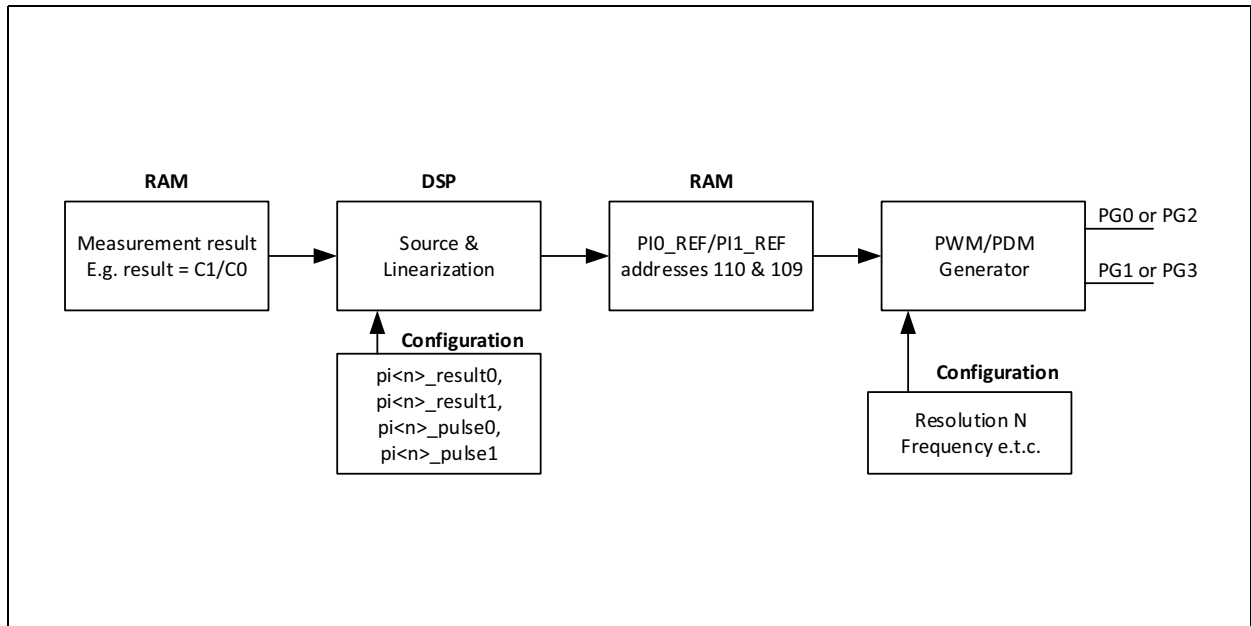 RAM
Measurement result
E.g. result = C1/C0
DSP
Source &
Linearization
Configuration
pi<n>_result0,
pi<n>_result1,
pi<n>_pulse0,
pi<n>_pulse1
RAM
PI0_REF/PI1_REF
addresses 110 & 109
PWM/PDM
Generator
PG0 or PG2
PG1 or PG3
Configuration
Resolution N
Frequency e.t.c.